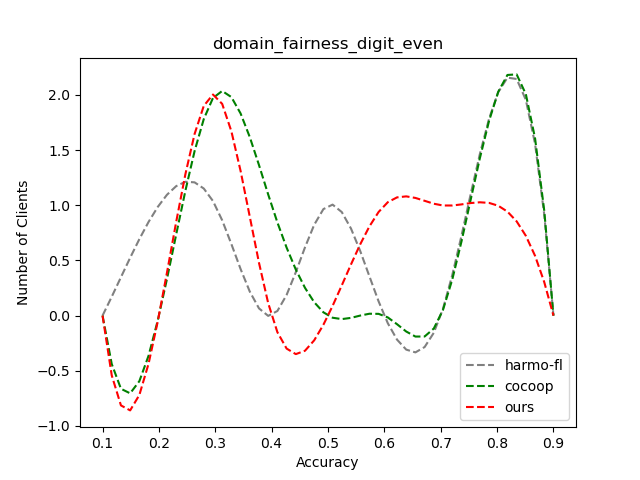 domain_fairness_digit_even
Number of Clients
2.0
1.5
1.0
0.5
0.0
−0.5
−1.0
0.1 0.2 0.3 0.4 0.5 0.6 0.7 0.8 0.9
Accuracy
harmo-fl
cocoop
ours